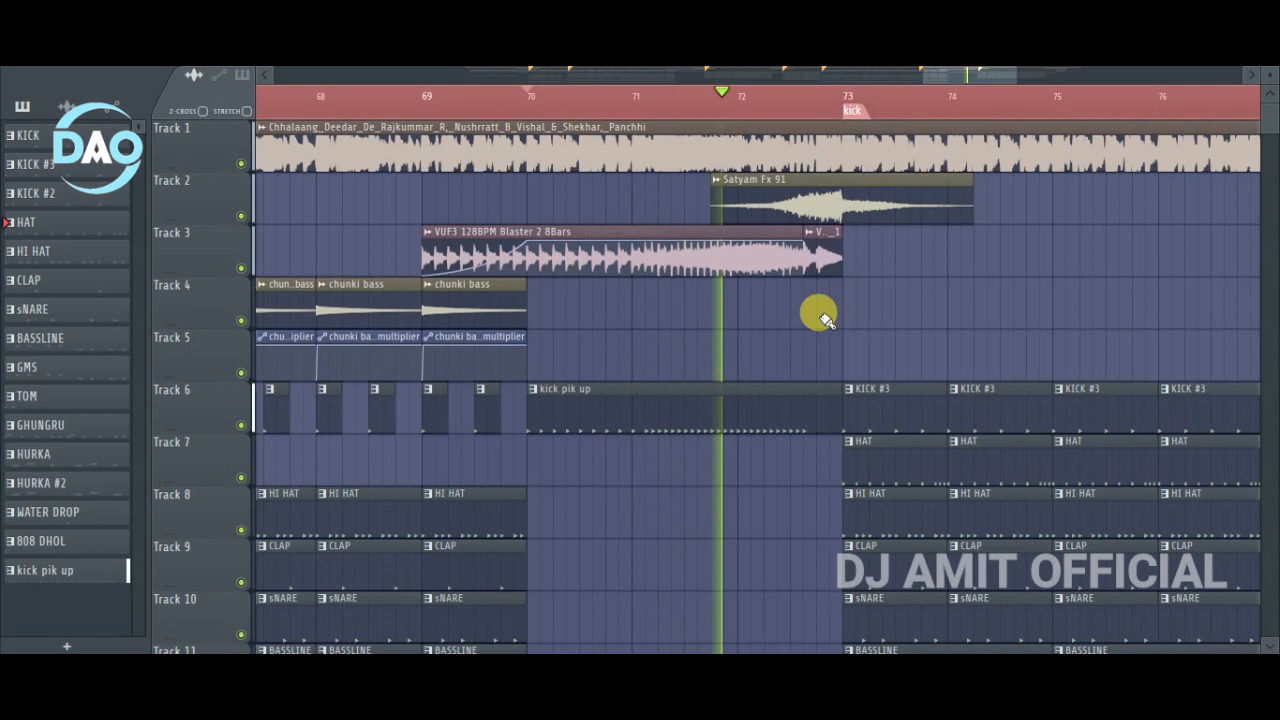 68 69 70 71 72 73 74 75 76
kick
Z-CROSS STRETCH
DAO
KICK
KICK #3
KICK #2
HAT
HI HAT
CLAP
sNARE
BASSLINE
GMS
TOM
GHUNGRU
HURKA
HURKA #2
WATER DROP
808 DHOL
kick pik up
+
Track 1
Chhalaang_Deedar_De_Rajkummar_R,_Nushrratt_B_Vishal_&_Shekhar,_Panchhi
Track 2
Satyam Fx 91
Track 3
VUF3 128BPM Blaster 2 8Bars V.._1
Track 4
chun..bass chunki bass chunki bass
Track 5
chu..iplier chunki ba..multiplier chunki ba..multiplier
Track 6
kick pik up KICK #3 KICK #3 KICK #3 KICK #3
Track 7
HAT HAT HAT HAT
Track 8
HI HAT HI HAT HI HAT HI HAT HI HAT HI HAT HI HAT
Track 9
CLAP CLAP CLAP CLAP CLAP CLAP CLAP
DJ AMIT OFFICIAL
Track 10
sNARE sNARE sNARE sNARE sNARE sNARE sNARE
Track 11
BASSLINE BASSLINE BASSLINE BASSLINE BASSLINE